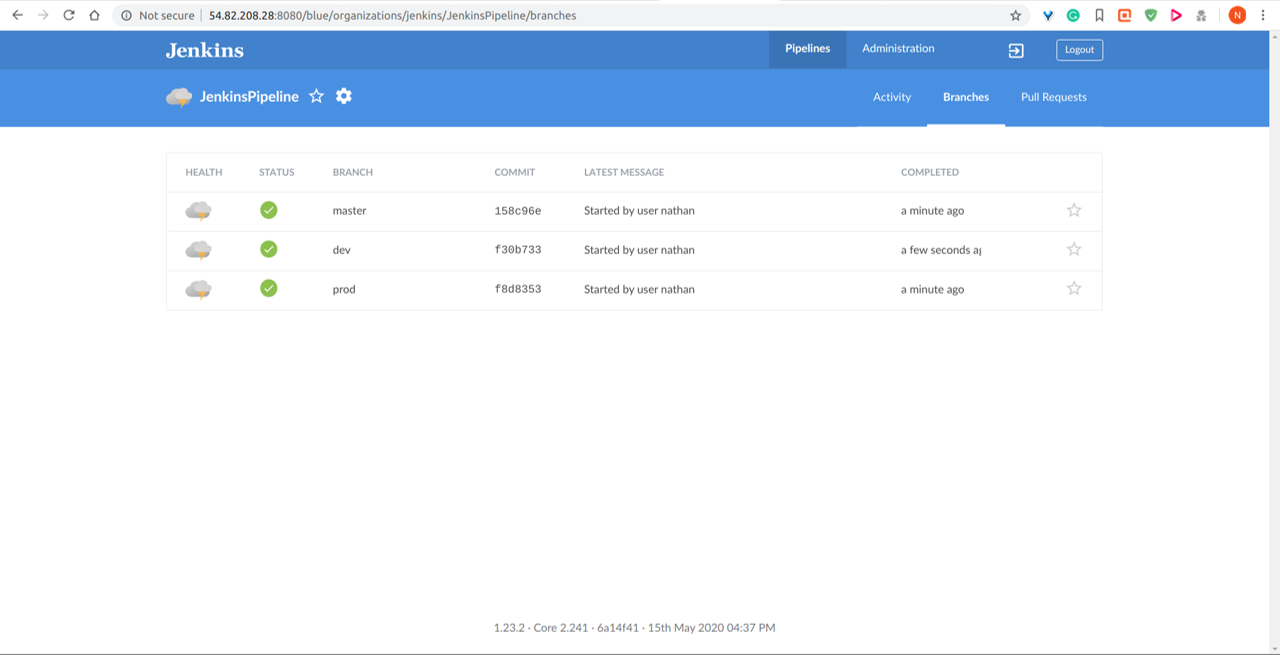 Not secure 54.82.208.28:8080/blue/organizations/jenkins/JenkinsPipeline/branches N
Jenkins Pipelines Administration Logout
JenkinsPipeline Activity Branches Pull Requests
HEALTH STATUS BRANCH COMMIT LATEST MESSAGE COMPLETED
master 158c96e Started by user nathan a minute ago
dev f30b733 Started by user nathan a few seconds ag
prod f8d8353 Started by user nathan a minute ago
1.23.2 · Core 2.241 · 6a14f41 · 15th May 2020 04:37 PM